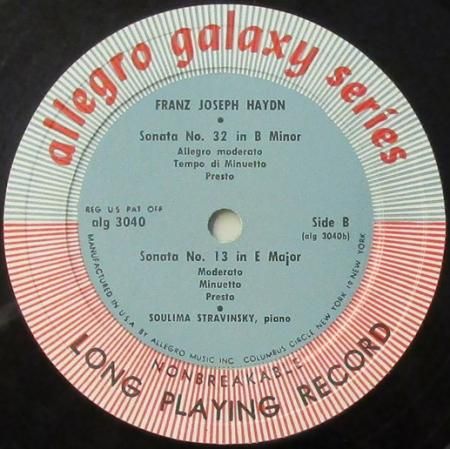 allegro galaxy series
FRANZ JOSEPH HAYDN
Sonata No. 32 in B Minor
Allegro moderato
Tempo di Minuetto
Presto
REG US PAT OFF
alg 3040
Side B
(alg 3040b)
Sonata No. 13 in E Major
Moderato
Minuetto
Presto
SOULIMA STRAVINSKY, piano
MANUFACTURED IN U.S.A. BY ALLEGRO MUSIC INC. COLUMBUS CIRCLE NEW YORK 19 NEW YORK
NONBREAKABLE
LONG PLAYING RECORD